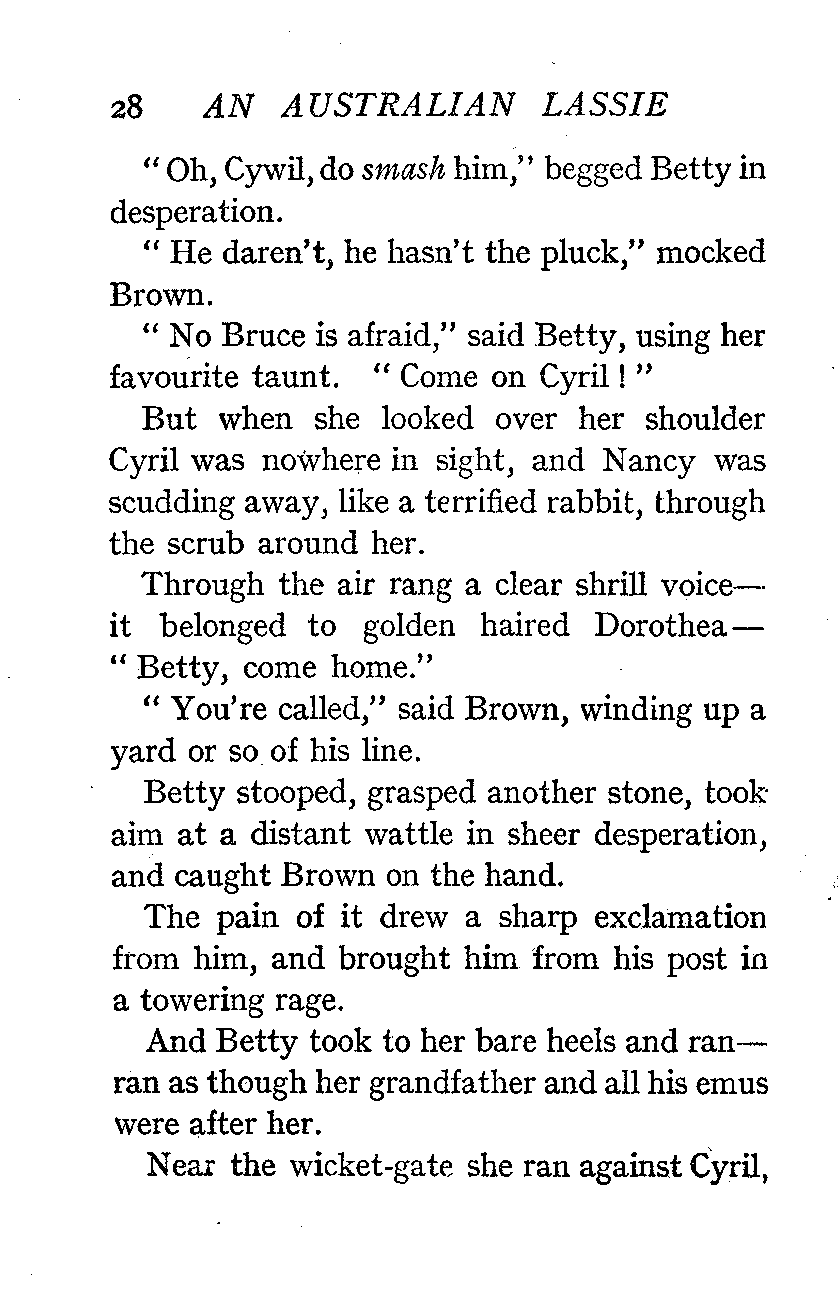 28 AN AUSTRALIAN LASSIE
“ Oh, Cywil, do smash him,” begged Betty in
desperation.
“ He daren’t, he hasn’t the pluck,” mocked
Brown.
“ No Bruce is afraid,” said Betty, using her
favourite taunt. “ Come on Cyril ! ”
But when she looked over her shoulder
Cyril was nowhere in sight, and Nancy was
scudding away, like a terrified rabbit, through
the scrub around her.
Through the air rang a clear shrill voice—
it belonged to golden haired Dorothea—
“ Betty, come home.”
“ You’re called,” said Brown, winding up a
yard or so of his line.
Betty stooped, grasped another stone, took
aim at a distant wattle in sheer desperation,
and caught Brown on the hand.
The pain of it drew a sharp exclamation
from him, and brought him from his post in
a towering rage.
And Betty took to her bare heels and ran—
ran as though her grandfather and all his emus
were after her.
Near the wicket-gate she ran against Cyril,